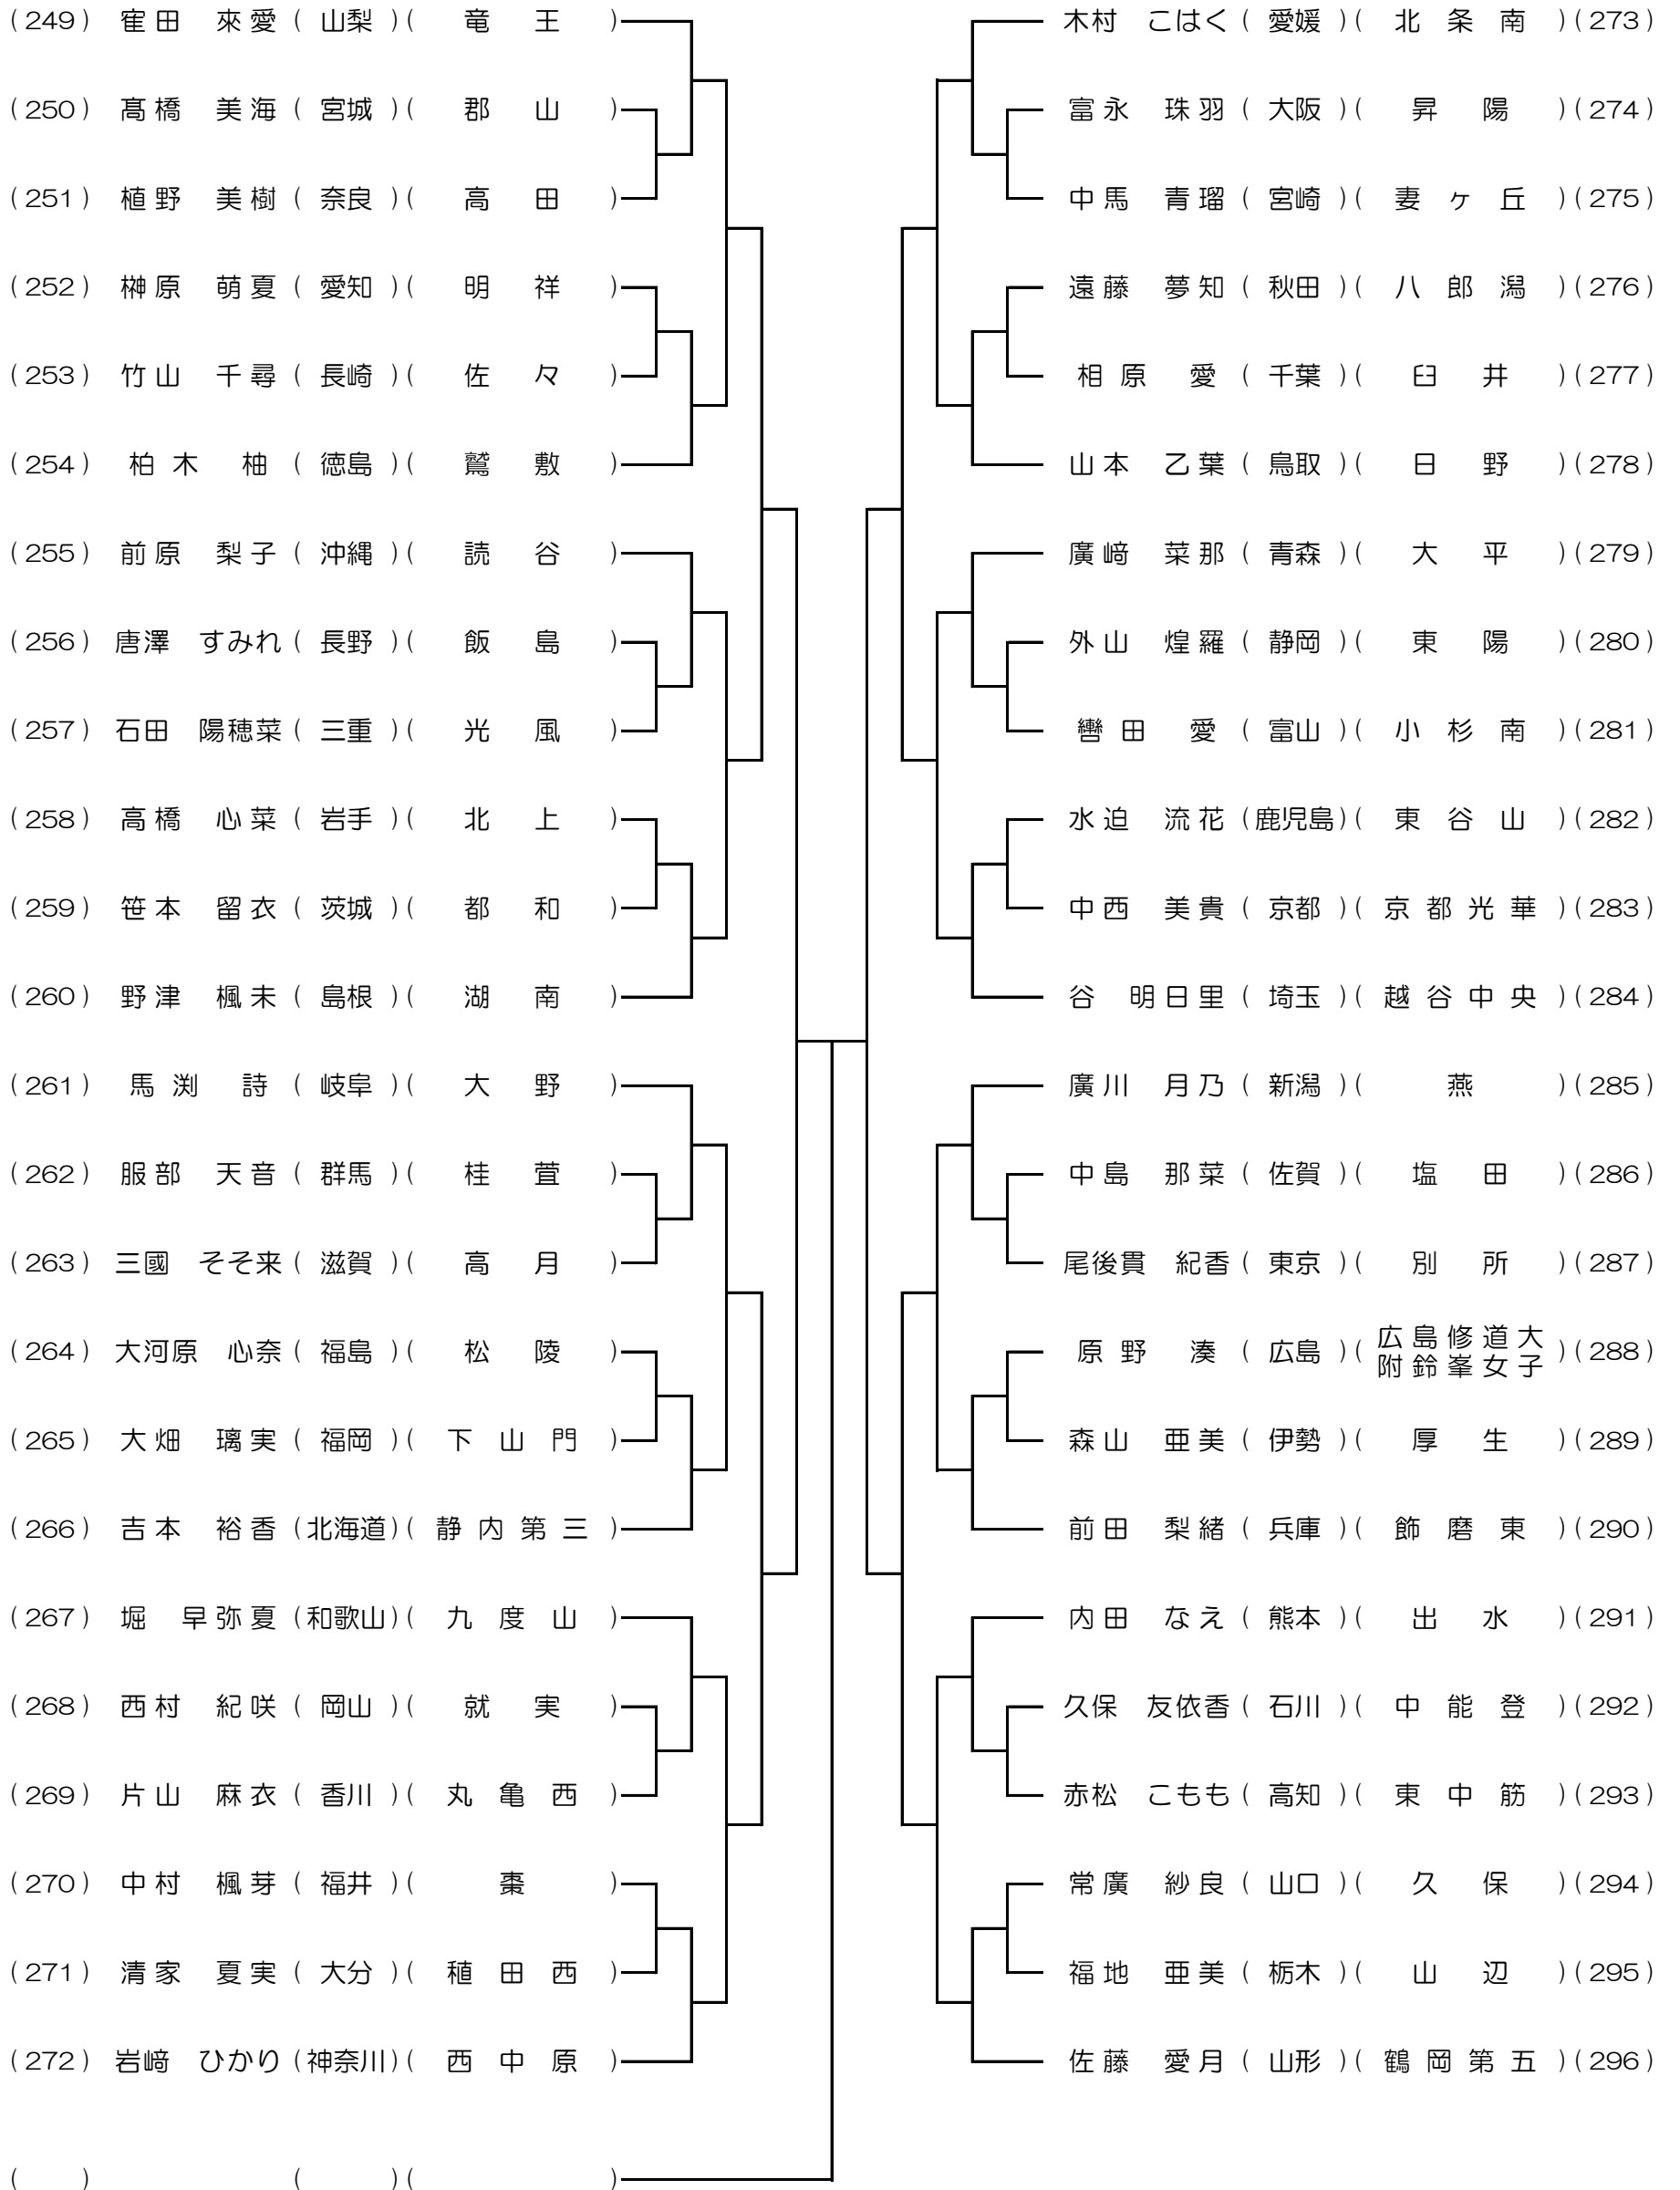 (249) 隺田 來愛 (山梨)(竜王)
(250) 髙橋 美海 (宮城)(郡山)
(251) 植野 美樹 (奈良)(高田)
(252) 榊原 萌夏 (愛知)(明祥)
(253) 竹山 千尋 (長崎)(佐々)
(254) 柏木 柚 (徳島)(鷲敷)
(255) 前原 梨子 (沖縄)(読谷)
(256) 唐澤 すみれ (長野)(飯島)
(257) 石田 陽穂菜 (三重)(光風)
(258) 高橋 心菜 (岩手)(北上)
(259) 笹本 留衣 (茨城)(都和)
(260) 野津 楓未 (島根)(湖南)
(261) 馬渕 詩 (岐阜)(大野)
(262) 服部 天音 (群馬)(桂萱)
(263) 三國 そそ来 (滋賀)(高月)
(264) 大河原 心奈 (福島)(松陵)
(265) 大畑 璃実 (福岡)(下山門)
(266) 吉本 裕香 (北海道)(静内第三)
(267) 堀 早弥夏 (和歌山)(九度山)
(268) 西村 紀咲 (岡山)(就実)
(269) 片山 麻衣 (香川)(丸亀西)
(270) 中村 楓芽 (福井)(棗)
(271) 清家 夏実 (大分)(稙田西)
(272) 岩﨑 ひかり (神奈川)(西中原)
( ) ( )( )
木村 こはく (愛媛)(北条南)(273)
富永 珠羽 (大阪)(昇陽)(274)
中馬 青瑠 (宮崎)(妻ヶ丘)(275)
遠藤 夢知 (秋田)(八郎潟)(276)
相原 愛 (千葉)(臼井)(277)
山本 乙葉 (鳥取)(日野)(278)
廣﨑 菜那 (青森)(大平)(279)
外山 煌羅 (静岡)(東陽)(280)
轡田 愛 (富山)(小杉南)(281)
水迫 流花 (鹿児島)(東谷山)(282)
中西 美貴 (京都)(京都光華)(283)
谷 明日里 (埼玉)(越谷中央)(284)
廣川 月乃 (新潟)(燕)(285)
中島 那菜 (佐賀)(塩田)(286)
尾後貫 紀香 (東京)(別所)(287)
原野 湊 (広島)(広島修道大附鈴峯女子)(288)
森山 亜美 (伊勢)(厚生)(289)
前田 梨緒 (兵庫)(飾磨東)(290)
内田 なえ (熊本)(出水)(291)
久保 友依香 (石川)(中能登)(292)
赤松 こもも (高知)(東中筋)(293)
常廣 紗良 (山口)(久保)(294)
福地 亜美 (栃木)(山辺)(295)
佐藤 愛月 (山形)(鶴岡第五)(296)